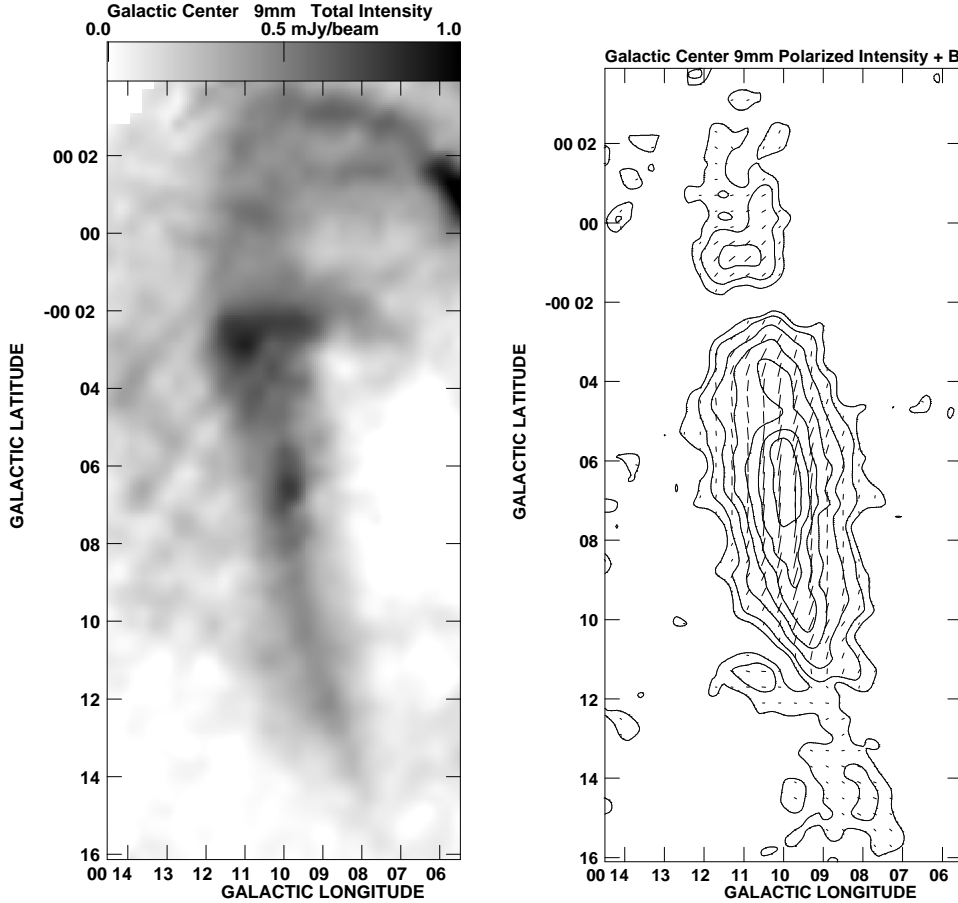 Galactic Center 9mm Total Intensity
0.0 0.5 mJy/beam 1.0
00 02
00
-00 02
04
06
08
10
12
14
16
GALACTIC LATITUDE
00 14 13 12 11 10 09 08 07 06
GALACTIC LONGITUDE
Galactic Center 9mm Polarized Intensity + B
00 02
00
-00 02
04
06
08
10
12
14
16
GALACTIC LATITUDE
00 14 13 12 11 10 09 08 07 06
GALACTIC LONGITUDE